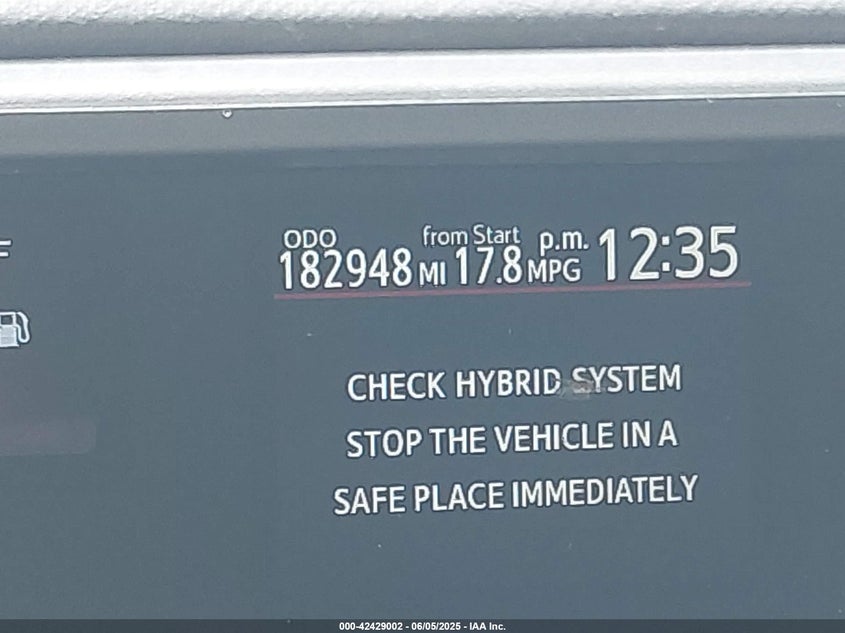 ODO from Start p.m. 12:35
182948 MI 17.8 MPG
CHECK HYBRID SYSTEM
STOP THE VEHICLE IN A
SAFE PLACE IMMEDIATELY
000-42429002 - 06/05/2025 - IAA Inc.